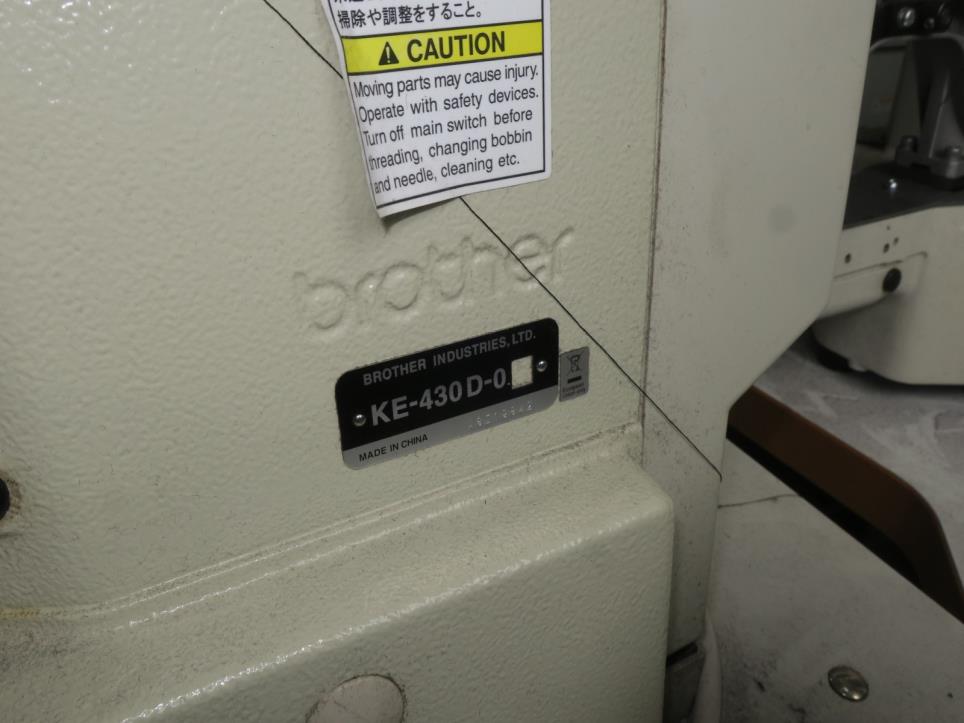 掃除や調整をすること。
CAUTION
Moving parts may cause injury.
Operate with safety devices.
Turn off main switch before
threading, changing bobbin
and needle, cleaning etc.
brother
BROTHER INDUSTRIES, LTD.
KE-430D-0
MADE IN CHINA